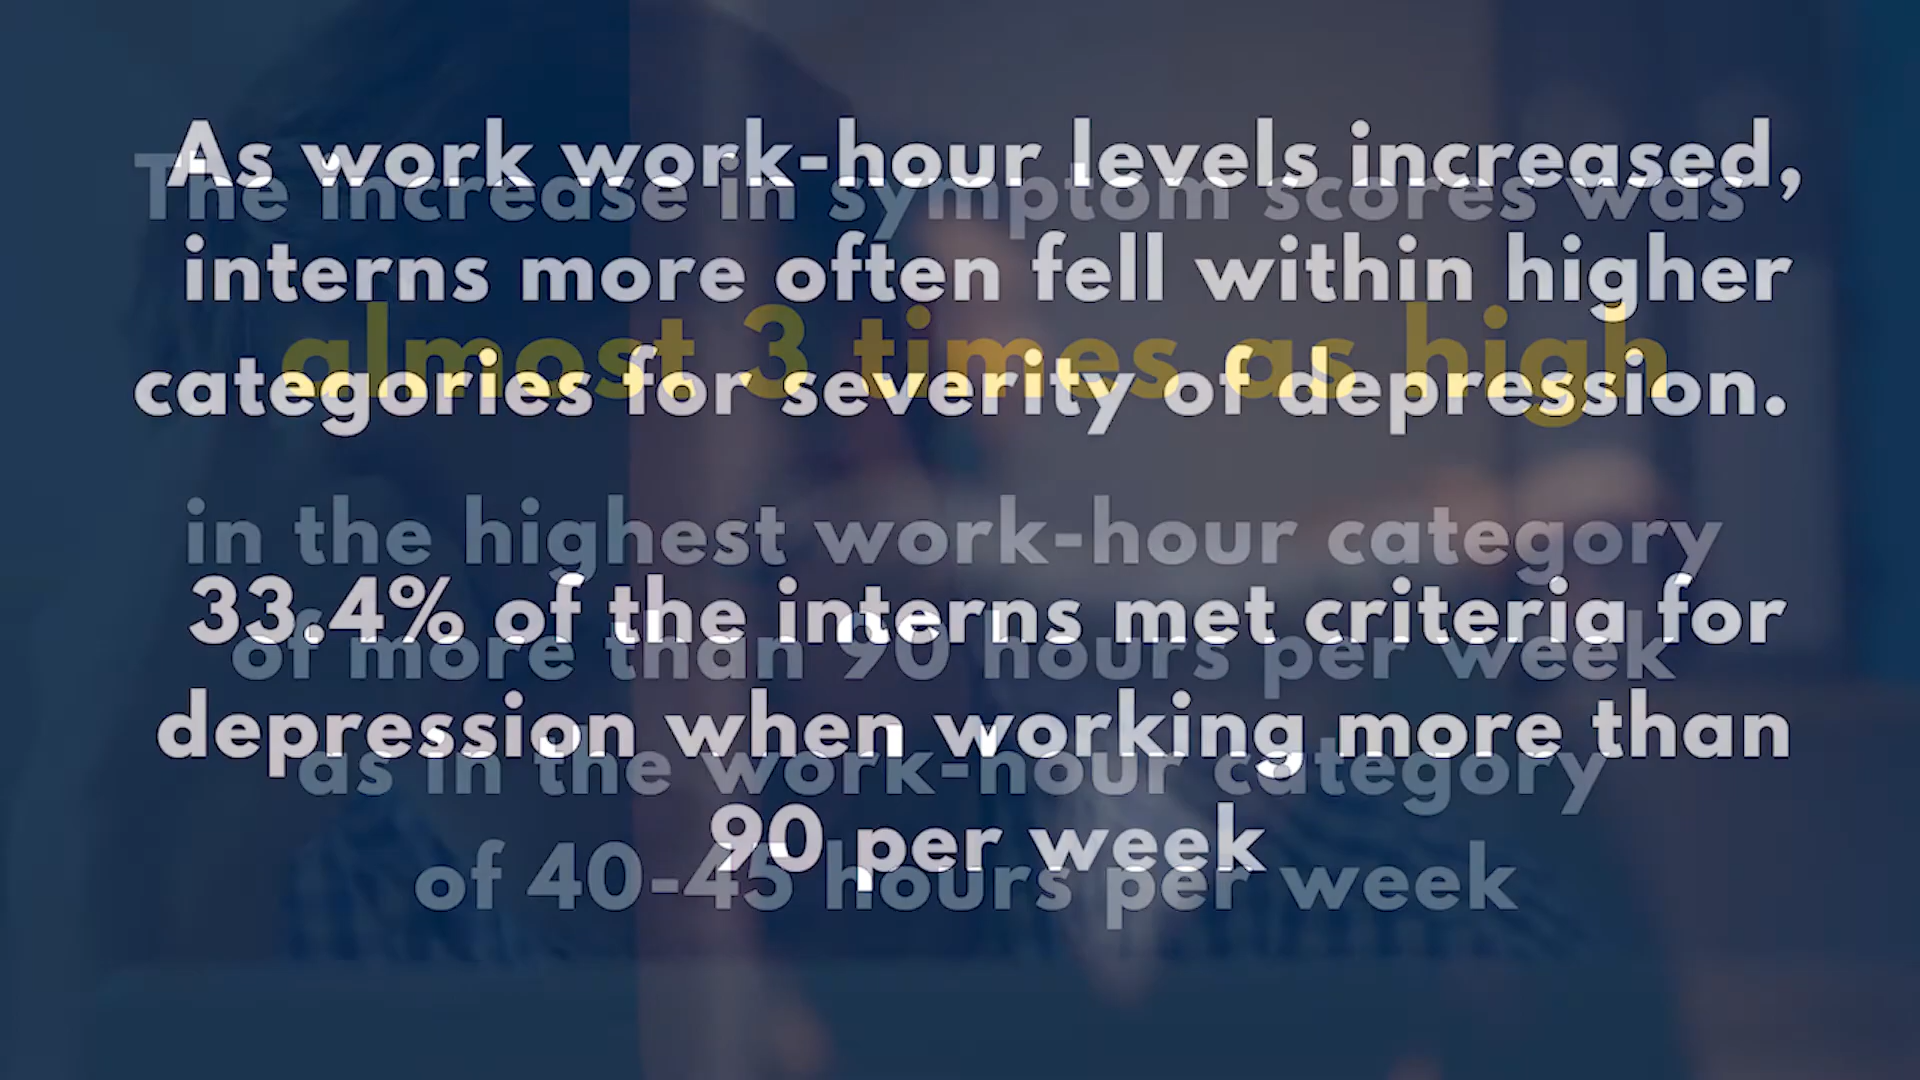 As work work-hour levels increased,
interns more often fell within higher
categories for severity of depression.
33.4% of the interns met criteria for
depression when working more than
90 per week
The increase in symptom scores was
almost 3 times as high
in the highest work-hour category
of more than 90 hours per week
as in the work-hour category
of 40-45 hours per week